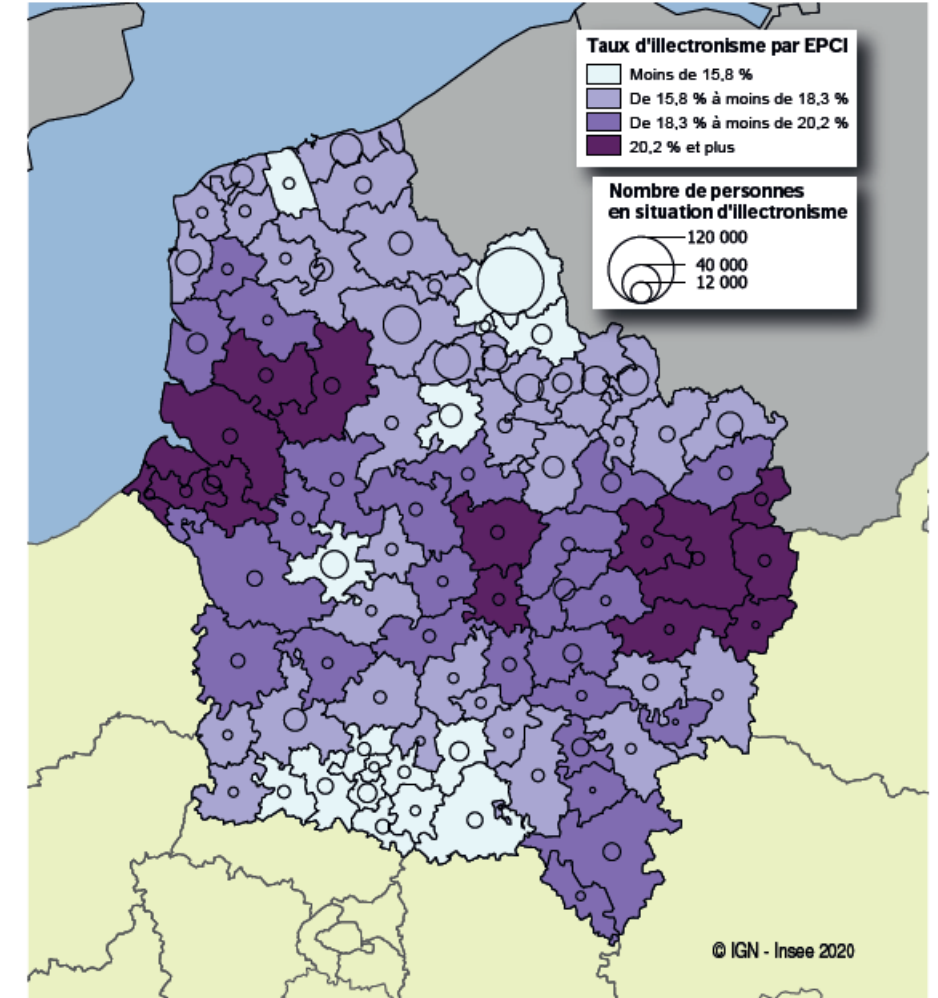 Taux d'illectronisme par EPCI
Moins de 15,8 %
De 15,8 % à moins de 18,3 %
De 18,3 % à moins de 20,2 %
20,2 % et plus
Nombre de personnes
en situation d'illectronisme
120 000
40 000
12 000
© IGN - Insee 2020